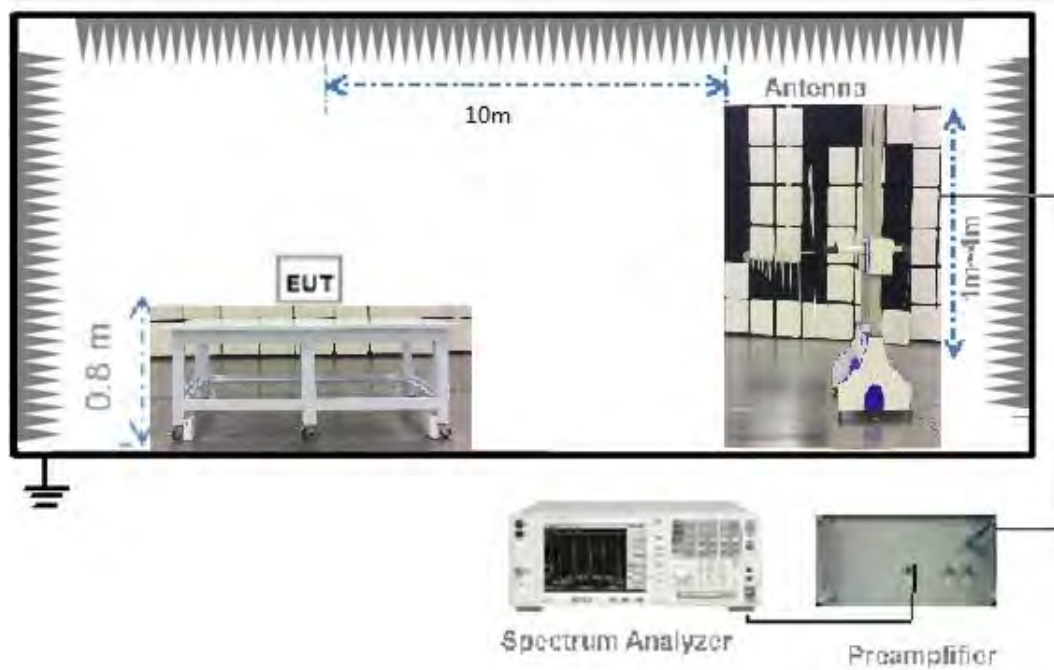 Antenna
10m
1m~4m
EUT
0.8 m
Spectrum Analyzer
Preamplifier